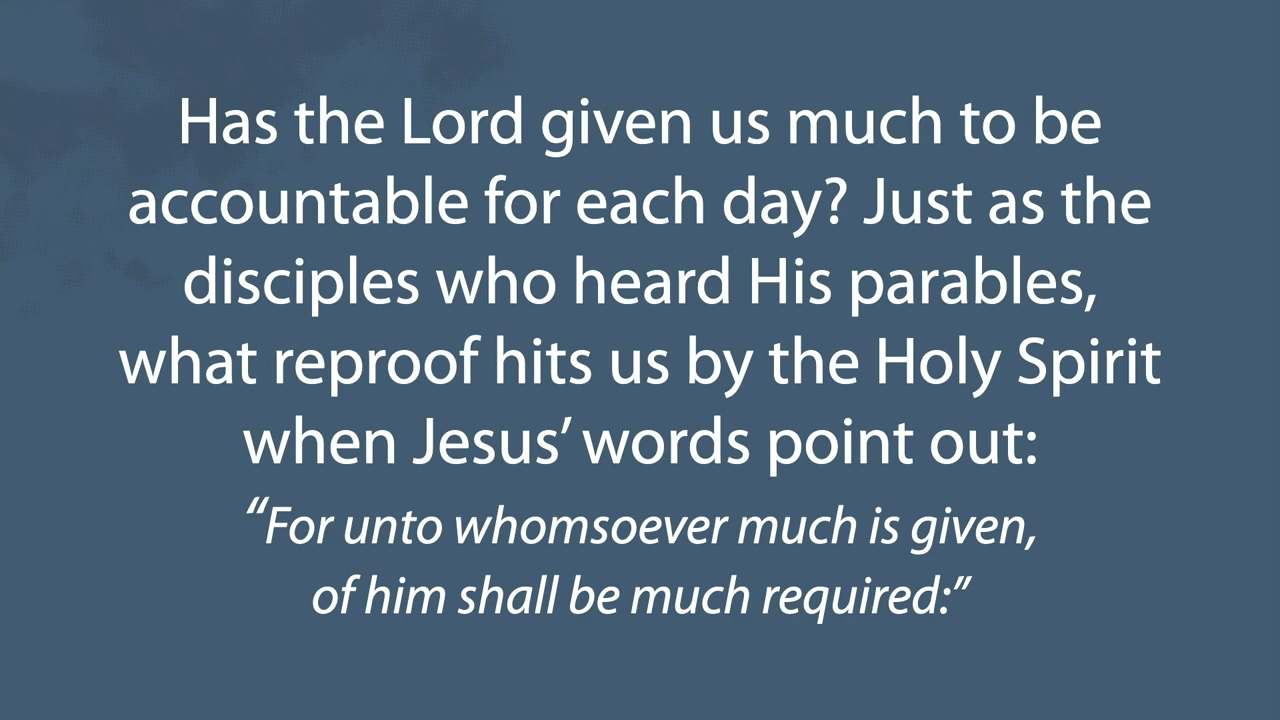 Has the Lord given us much to be
accountable for each day? Just as the
disciples who heard His parables,
what reproof hits us by the Holy Spirit
when Jesus’ words point out:
“For unto whomsoever much is given,
of him shall be much required:”